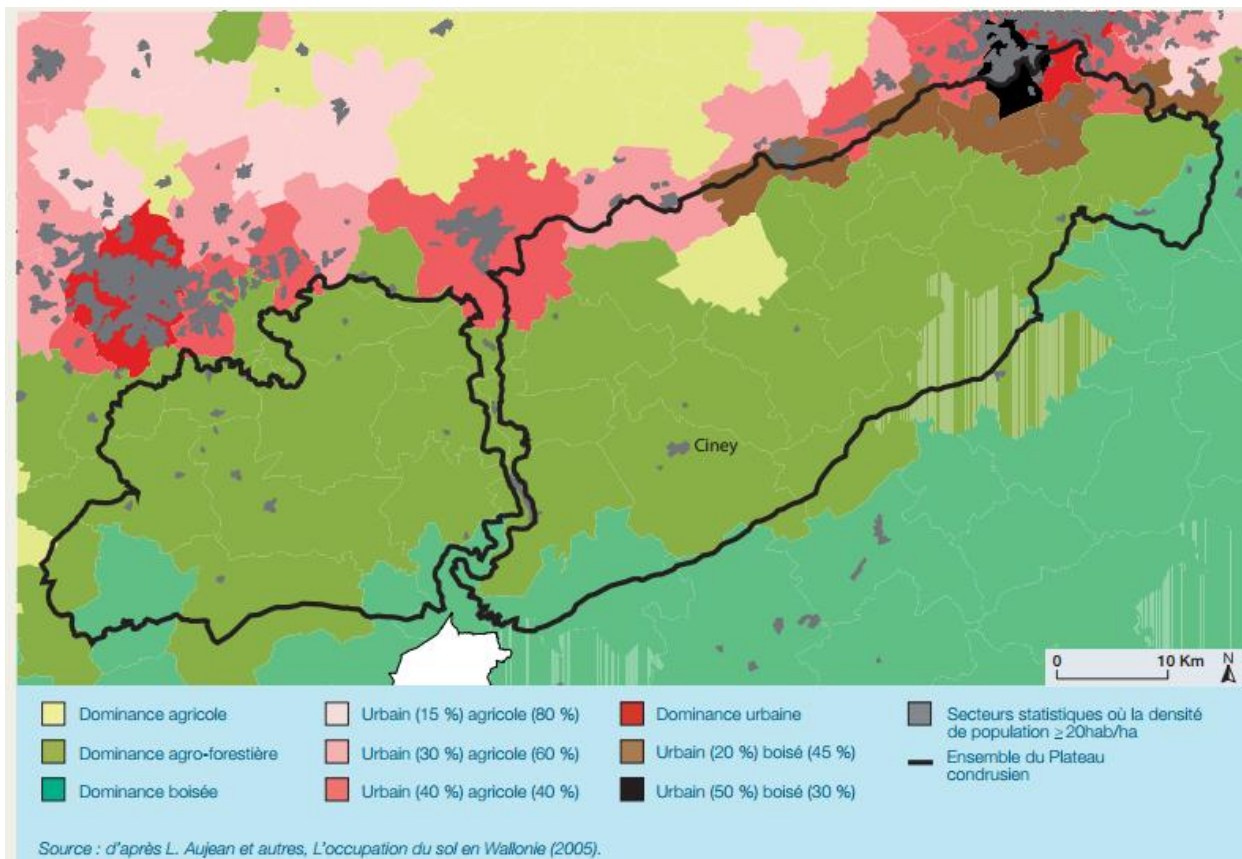 Ciney
0 10 Km N
Dominance agricole
Dominance agro-forestière
Dominance boisée
Urbain (15 %) agricole (80 %)
Urbain (30 %) agricole (60 %)
Urbain (40 %) agricole (40 %)
Dominance urbaine
Urbain (20 %) boisé (45 %)
Urbain (50 %) boisé (30 %)
Secteurs statistiques où la densité
de population ≥20hab/ha
Ensemble du Plateau
condrusien
Source : d'après L. Aujean et autres, L'occupation du sol en Wallonie (2005).